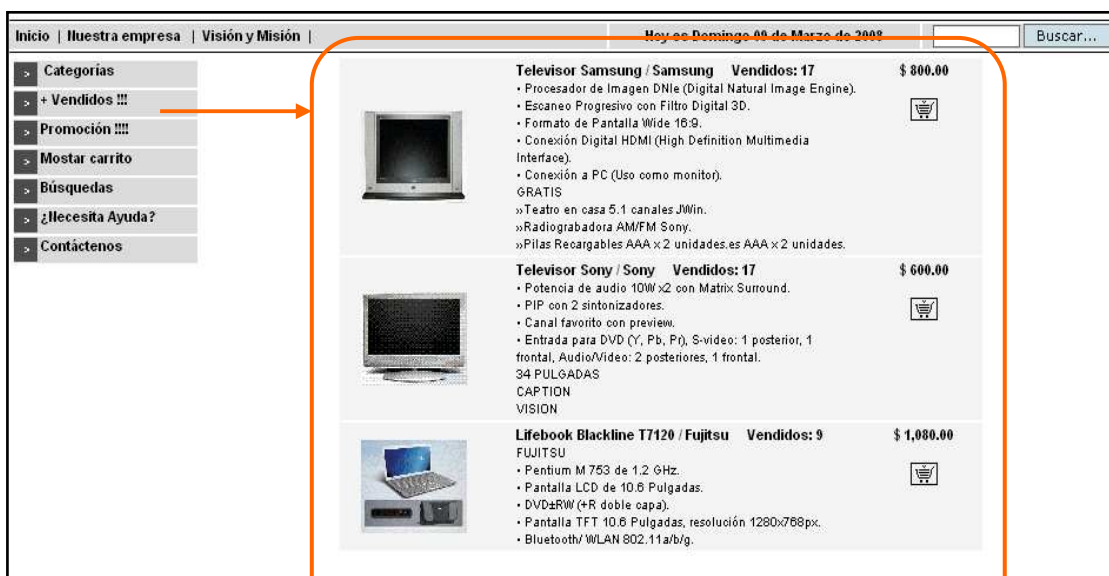 Inicio | Nuestra empresa | Visión y Misión | Hoy es Domingo 09 de Marzo de 2008 Buscar...
Categorías
+ Vendidos !!!
Promoción !!!!
Mostar carrito
Búsquedas
¿Necesita Ayuda?
Contáctenos
Televisor Samsung / Samsung Vendidos: 17 $ 800.00
• Procesador de Imagen DNIe (Digital Natural Image Engine).
• Escaneo Progresivo con Filtro Digital 3D.
• Formato de Pantalla Wide 16:9.
• Conexión Digital HDMI (High Definition Multimedia
Interface).
• Conexión a PC (Uso como monitor).
GRATIS
»Teatro en casa 5.1 canales JWin.
»Radiograbadora AM/FM Sony.
»Pilas Recargables AAA x 2 unidades.es AAA x 2 unidades.
Televisor Sony / Sony Vendidos: 17 $ 600.00
• Potencia de audio 10W x2 con Matrix Surround.
• PIP con 2 sintonizadores.
• Canal favorito con preview.
• Entrada para DVD (Y, Pb, Pr), S-video: 1 posterior, 1
frontal, Audio/Video: 2 posteriores, 1 frontal.
34 PULGADAS
CAPTION
VISION
Lifebook Blackline T7120 / Fujitsu Vendidos: 9 $ 1,080.00
FUJITSU
• Pentium M 753 de 1.2 GHz.
• Pantalla LCD de 10.6 Pulgadas.
• DVD±RW (+R doble capa).
• Pantalla TFT 10.6 Pulgadas, resolución 1280x768px.
• Bluetooth/ WLAN 802.11a/b/g.